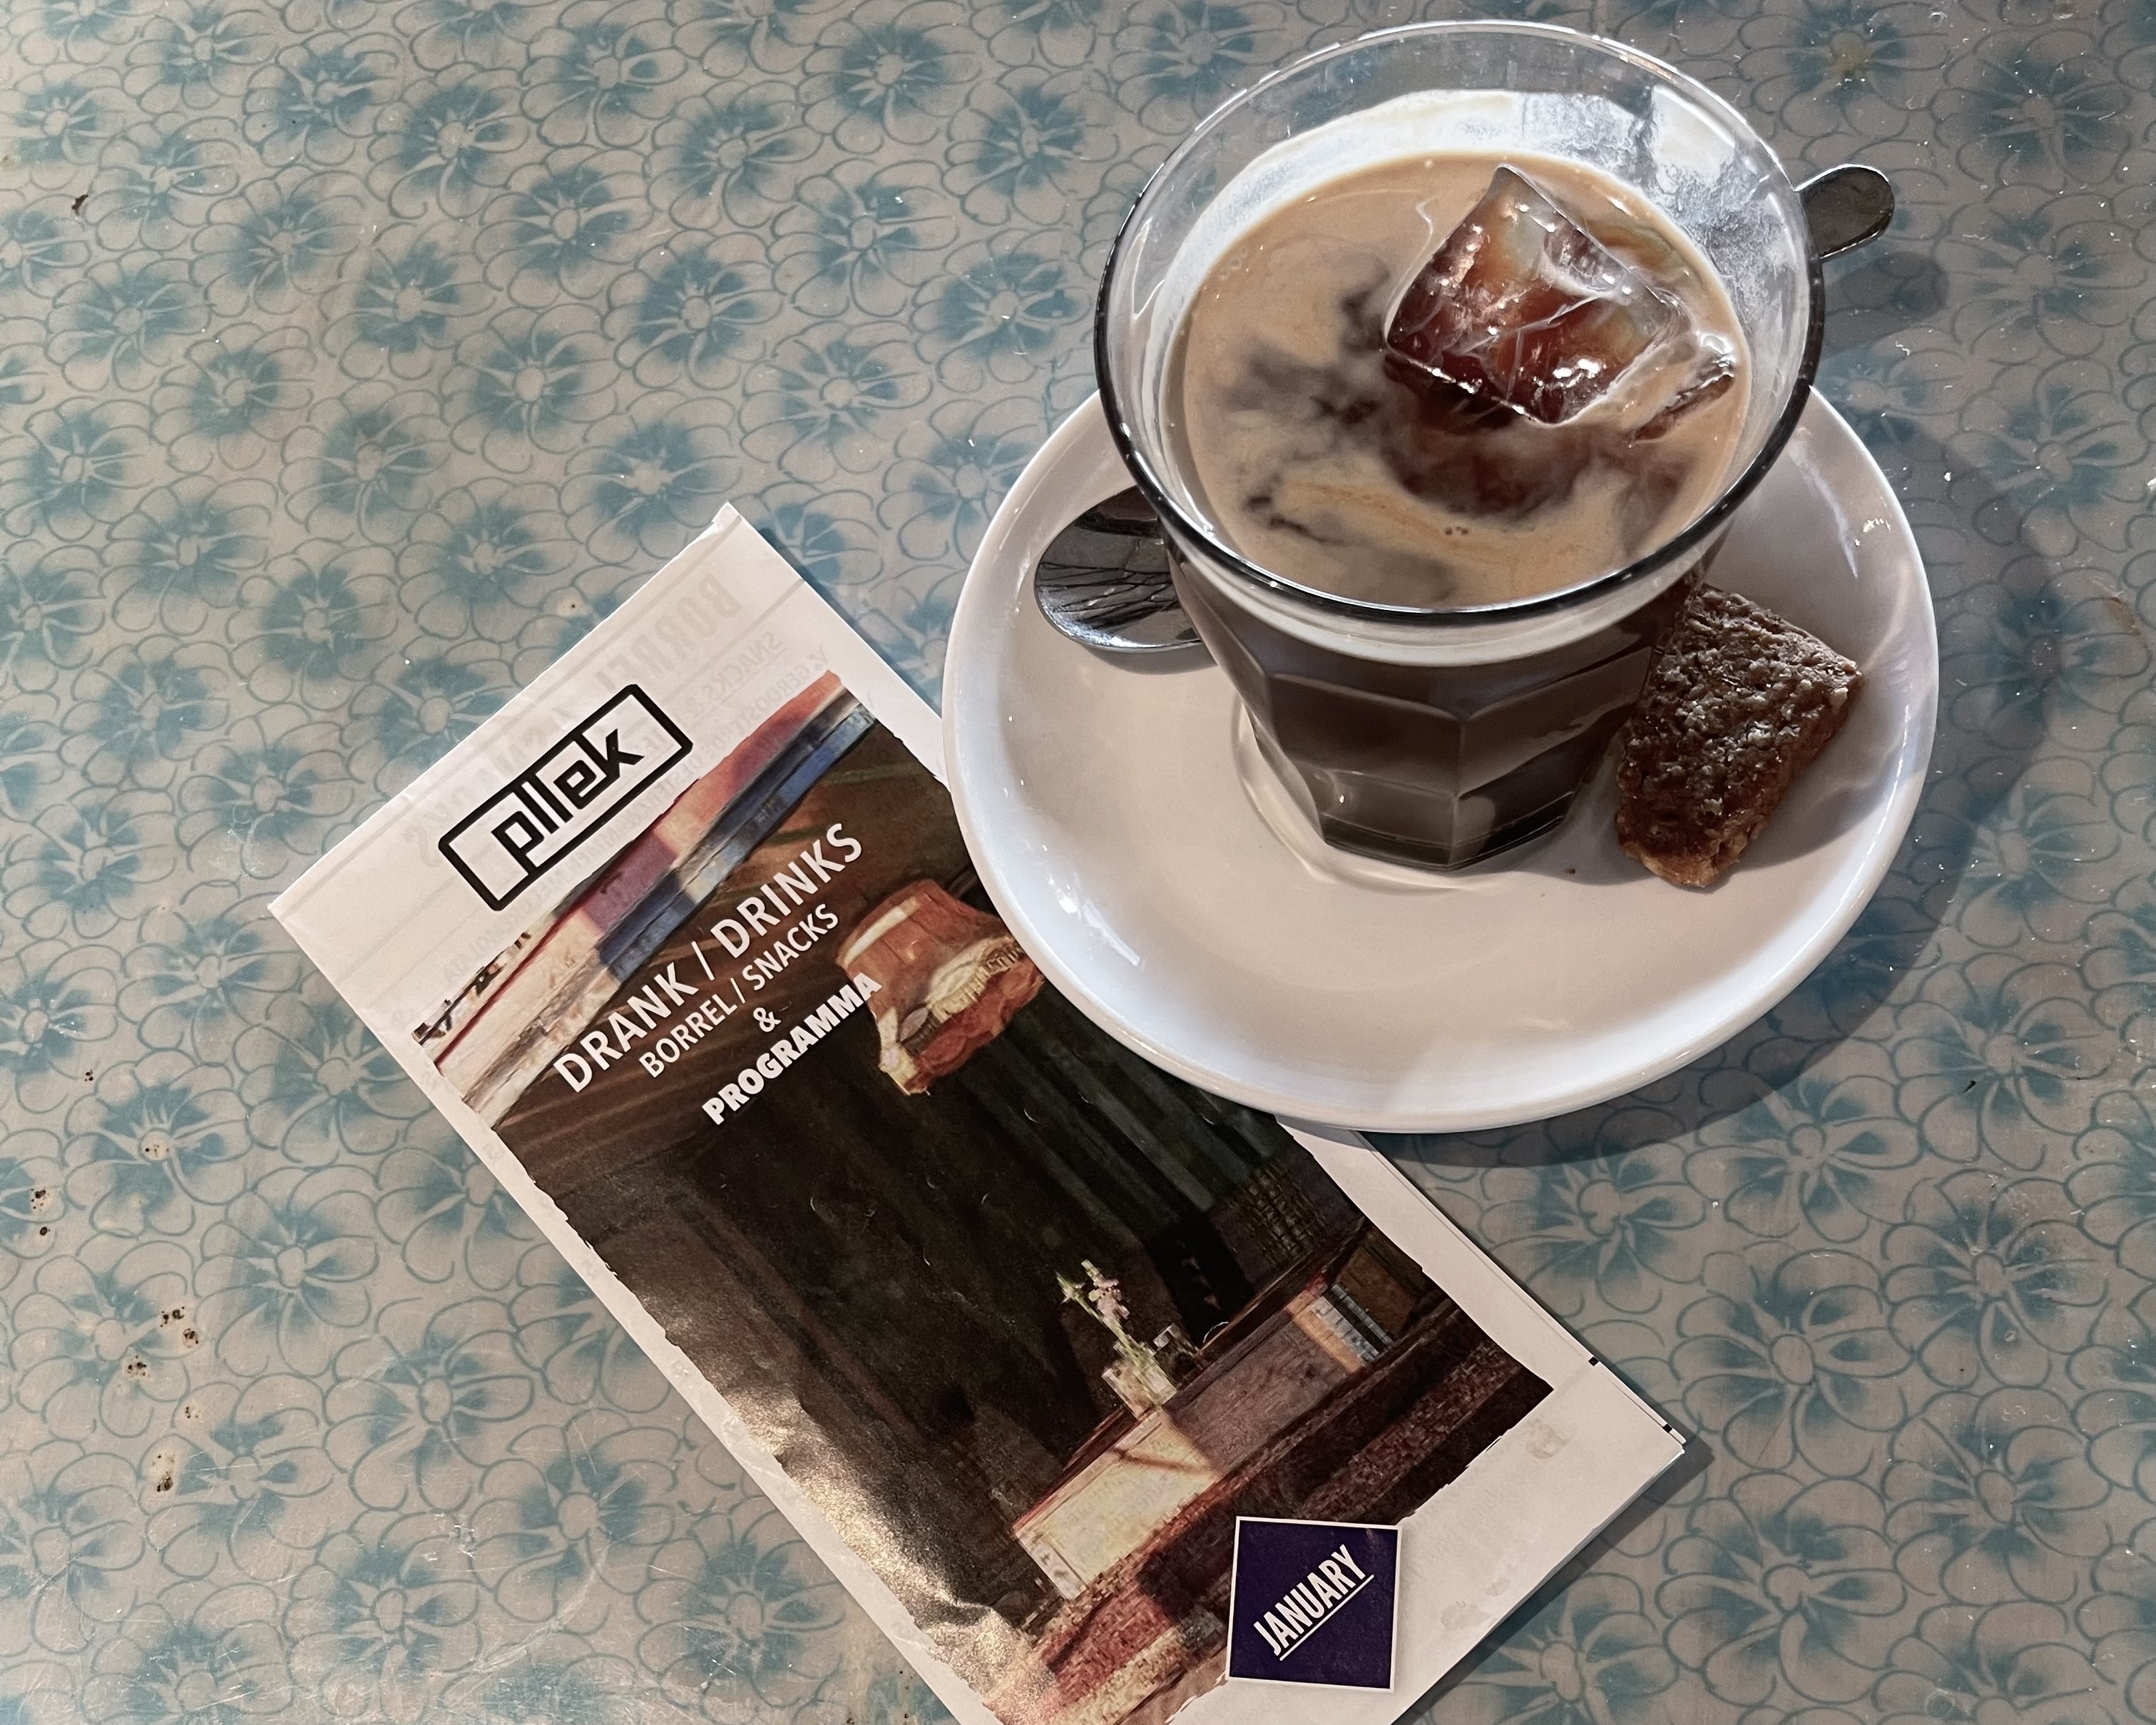 pllek
DRANK / DRINKS
BORREL / SNACKS
&
PROGRAMMA
JANUARY